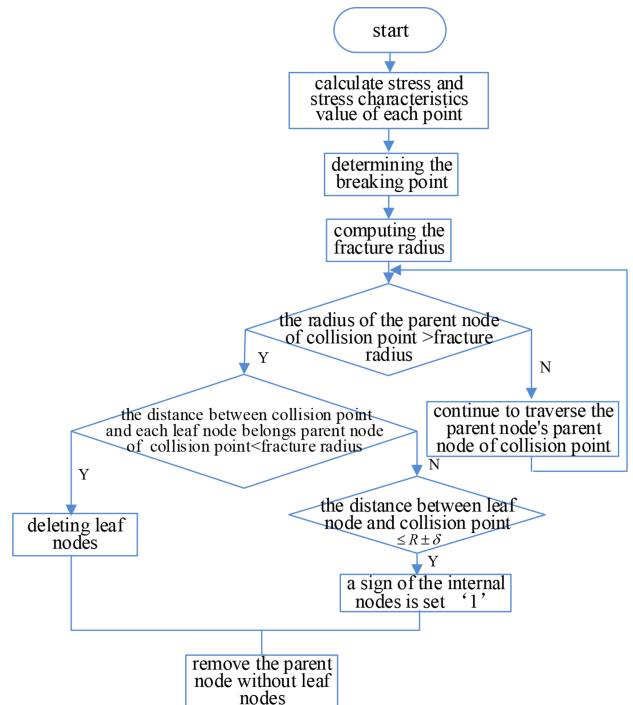 start
calculate stress and
stress characteristics
value of each point
determining the
breaking point
computing the
fracture radius
the radius of the parent node
of collision point >fracture
radius
Y
N
the distance between collision point
and each leaf node belongs parent node
of collision point<fracture radius
continue to traverse the
parent node's parent
node of collision point
Y
N
deleting leaf
nodes
the distance between leaf
node and collision point
≤ R ± δ
Y
a sign of the internal
nodes is set ‘1’
remove the parent
node without leaf
nodes